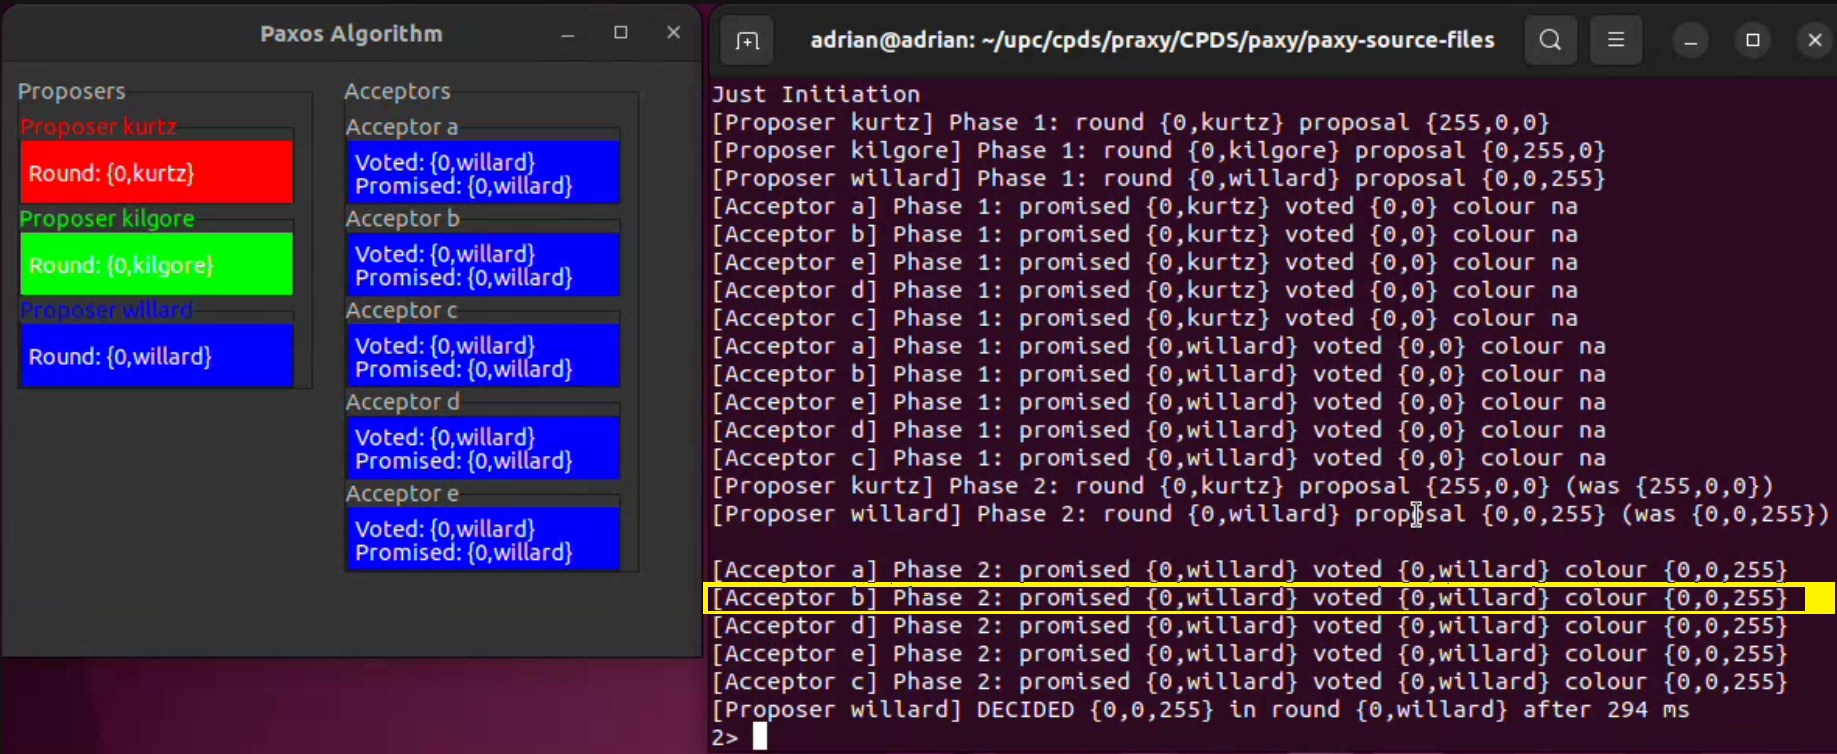 Paxos Algorithm
Proposers
Proposer kurtz
Round: {0,kurtz}
Proposer kilgore
Round: {0,kilgore}
Proposer willard
Round: {0,willard}
Acceptors
Acceptor a
Voted: {0,willard}
Promised: {0,willard}
Acceptor b
Voted: {0,willard}
Promised: {0,willard}
Acceptor c
Voted: {0,willard}
Promised: {0,willard}
Acceptor d
Voted: {0,willard}
Promised: {0,willard}
Acceptor e
Voted: {0,willard}
Promised: {0,willard}
adrian@adrian: ~/upc/cpds/praxy/CPDS/paxy/paxy-source-files
Just Initiation
[Proposer kurtz] Phase 1: round {0,kurtz} proposal {255,0,0}
[Proposer kilgore] Phase 1: round {0,kilgore} proposal {0,255,0}
[Proposer willard] Phase 1: round {0,willard} proposal {0,0,255}
[Acceptor a] Phase 1: promised {0,kurtz} voted {0,0} colour na
[Acceptor b] Phase 1: promised {0,kurtz} voted {0,0} colour na
[Acceptor e] Phase 1: promised {0,kurtz} voted {0,0} colour na
[Acceptor d] Phase 1: promised {0,kurtz} voted {0,0} colour na
[Acceptor c] Phase 1: promised {0,kurtz} voted {0,0} colour na
[Acceptor a] Phase 1: promised {0,willard} voted {0,0} colour na
[Acceptor b] Phase 1: promised {0,willard} voted {0,0} colour na
[Acceptor e] Phase 1: promised {0,willard} voted {0,0} colour na
[Acceptor d] Phase 1: promised {0,willard} voted {0,0} colour na
[Acceptor c] Phase 1: promised {0,willard} voted {0,0} colour na
[Proposer kurtz] Phase 2: round {0,kurtz} proposal {255,0,0} (was {255,0,0})
[Proposer willard] Phase 2: round {0,willard} proposal {0,0,255} (was {0,0,255})
[Acceptor a] Phase 2: promised {0,willard} voted {0,willard} colour {0,0,255}
[Acceptor b] Phase 2: promised {0,willard} voted {0,willard} colour {0,0,255}
[Acceptor d] Phase 2: promised {0,willard} voted {0,willard} colour {0,0,255}
[Acceptor e] Phase 2: promised {0,willard} voted {0,willard} colour {0,0,255}
[Acceptor c] Phase 2: promised {0,willard} voted {0,willard} colour {0,0,255}
[Proposer willard] DECIDED {0,0,255} in round {0,willard} after 294 ms
2>